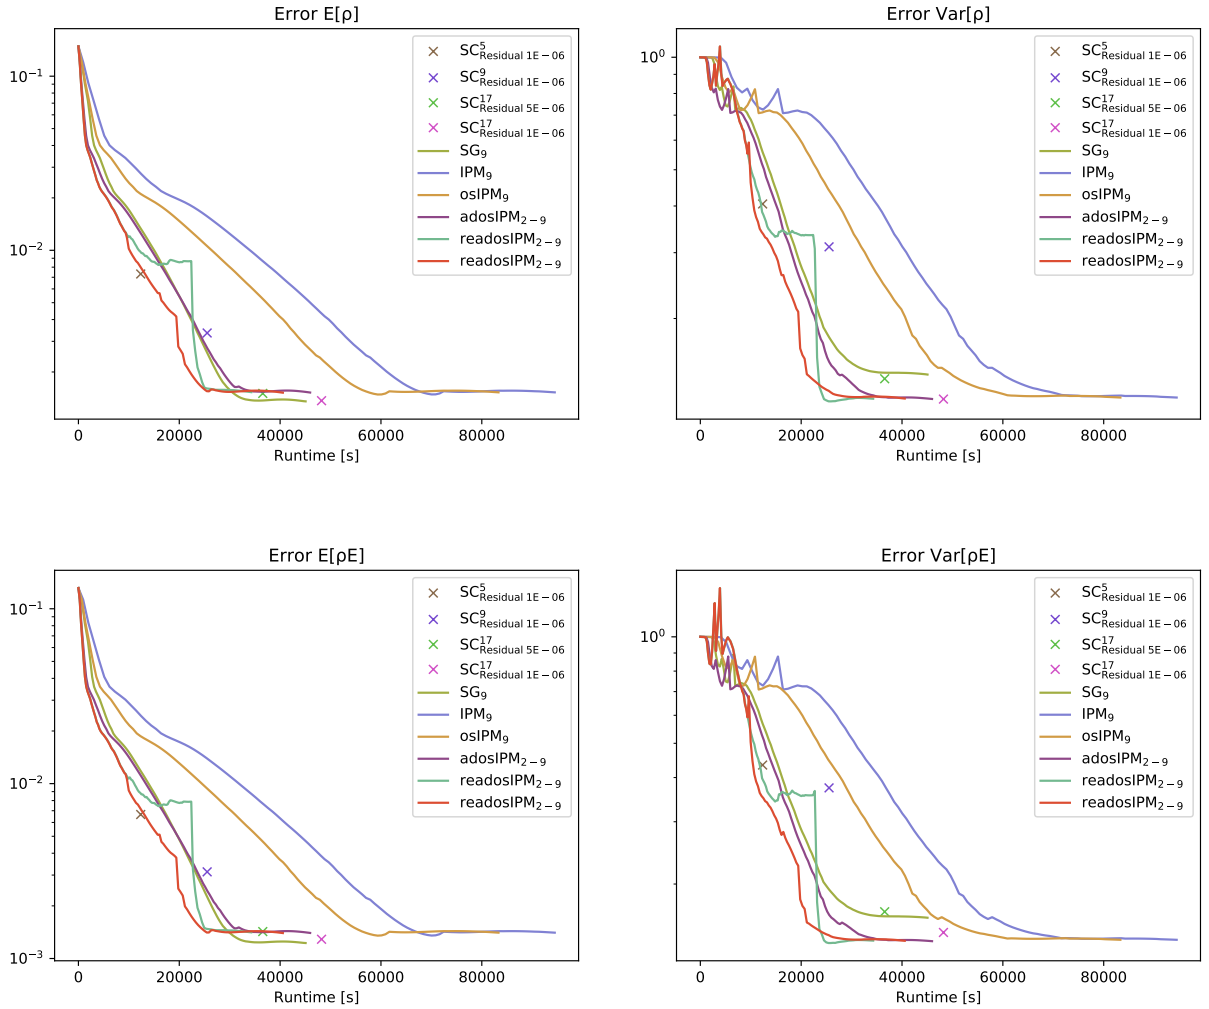 Error E[ρ]
10⁻¹
10⁻²
0 20000 40000 60000 80000
Runtime [s]
SC⁵Residual 1E−06
SC⁹Residual 1E−06
SC¹⁷Residual 5E−06
SC¹⁷Residual 1E−06
SG₉
IPM₉
osIPM₉
adosIPM₂₋₉
readosIPM₂₋₉
readosIPM₂₋₉
Error Var[ρ]
10⁰
0 20000 40000 60000 80000
Runtime [s]
SC⁵Residual 1E−06
SC⁹Residual 1E−06
SC¹⁷Residual 5E−06
SC¹⁷Residual 1E−06
SG₉
IPM₉
osIPM₉
adosIPM₂₋₉
readosIPM₂₋₉
readosIPM₂₋₉
Error E[ρE]
10⁻¹
10⁻²
10⁻³
0 20000 40000 60000 80000
Runtime [s]
SC⁵Residual 1E−06
SC⁹Residual 1E−06
SC¹⁷Residual 5E−06
SC¹⁷Residual 1E−06
SG₉
IPM₉
osIPM₉
adosIPM₂₋₉
readosIPM₂₋₉
readosIPM₂₋₉
Error Var[ρE]
10⁰
0 20000 40000 60000 80000
Runtime [s]
SC⁵Residual 1E−06
SC⁹Residual 1E−06
SC¹⁷Residual 5E−06
SC¹⁷Residual 1E−06
SG₉
IPM₉
osIPM₉
adosIPM₂₋₉
readosIPM₂₋₉
readosIPM₂₋₉